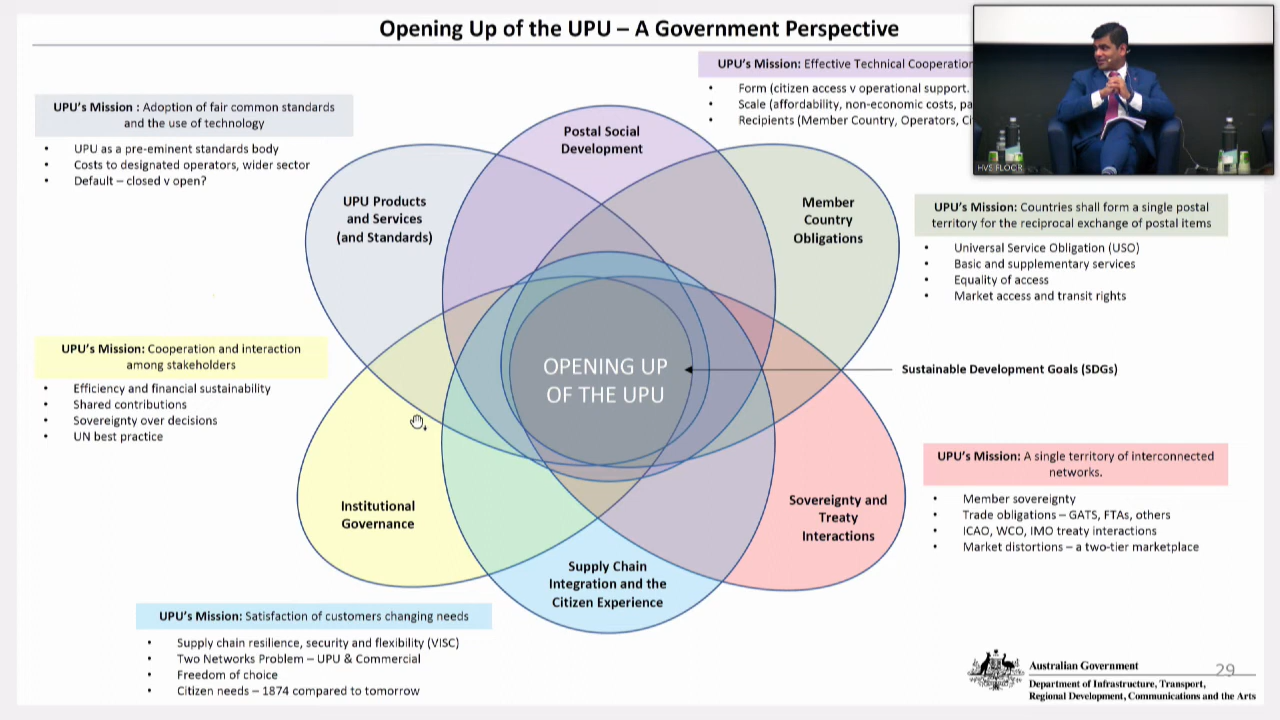 Opening Up of the UPU – A Government Perspective
UPU's Mission: Effective Technical Cooperation
• Form (citizen access v operational support.
• Scale (affordability, non-economic costs,
• Recipients (Member Country, Operators,
HVS FLOOR
UPU's Mission : Adoption of fair common standards
and the use of technology
• UPU as a pre-eminent standards body
• Costs to designated operators, wider sector
• Default – closed v open?
Postal Social
Development
UPU Products
and Services
(and Standards)
Member
Country
Obligations
UPU's Mission: Countries shall form a single postal
territory for the reciprocal exchange of postal items
• Universal Service Obligation (USO)
• Basic and supplementary services
• Equality of access
• Market access and transit rights
UPU's Mission: Cooperation and interaction
among stakeholders
• Efficiency and financial sustainability
• Shared contributions
• Sovereignty over decisions
• UN best practice
OPENING UP
OF THE UPU
Sustainable Development Goals (SDGs)
UPU's Mission: A single territory of interconnected
networks.
• Member sovereignty
• Trade obligations – GATS, FTAs, others
• ICAO, WCO, IMO treaty interactions
• Market distortions – a two-tier marketplace
Institutional
Governance
Sovereignty and
Treaty
Interactions
Supply Chain
Integration and the
Citizen Experience
UPU's Mission: Satisfaction of customers changing needs
• Supply chain resilience, security and flexibility (VISC)
• Two Networks Problem – UPU & Commercial
• Freedom of choice
• Citizen needs – 1874 compared to tomorrow
Australian Government
29
Department of Infrastructure, Transport,
Regional Development, Communications and the Arts